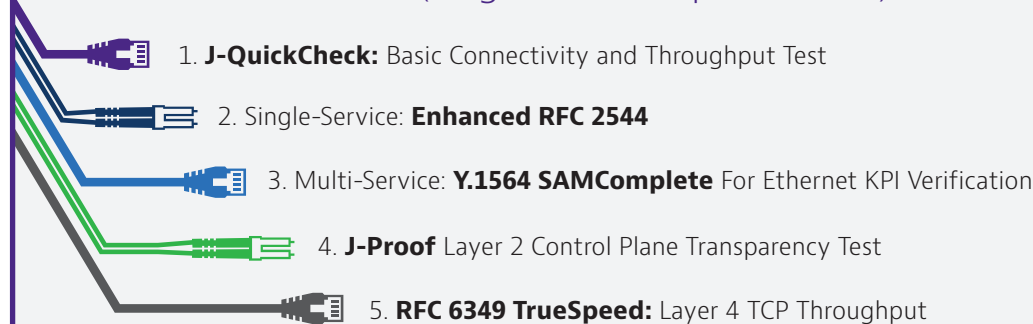 1. J-QuickCheck: Basic Connectivity and Throughput Test
2. Single-Service: Enhanced RFC 2544
3. Multi-Service: Y.1564 SAMComplete For Ethernet KPI Verification
4. J-Proof Layer 2 Control Plane Transparency Test
5. RFC 6349 TrueSpeed: Layer 4 TCP Throughput